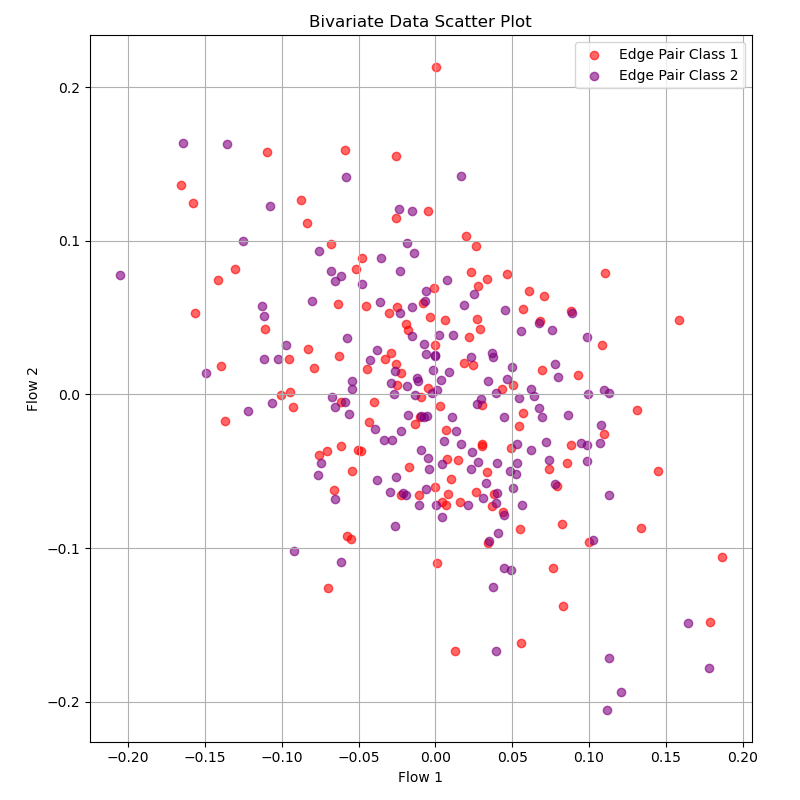 Bivariate Data Scatter Plot
Edge Pair Class 1
Edge Pair Class 2
Flow 2
0.2
0.1
0.0
−0.1
−0.2
−0.20
−0.15
−0.10
−0.05
0.00
0.05
0.10
0.15
0.20
Flow 1